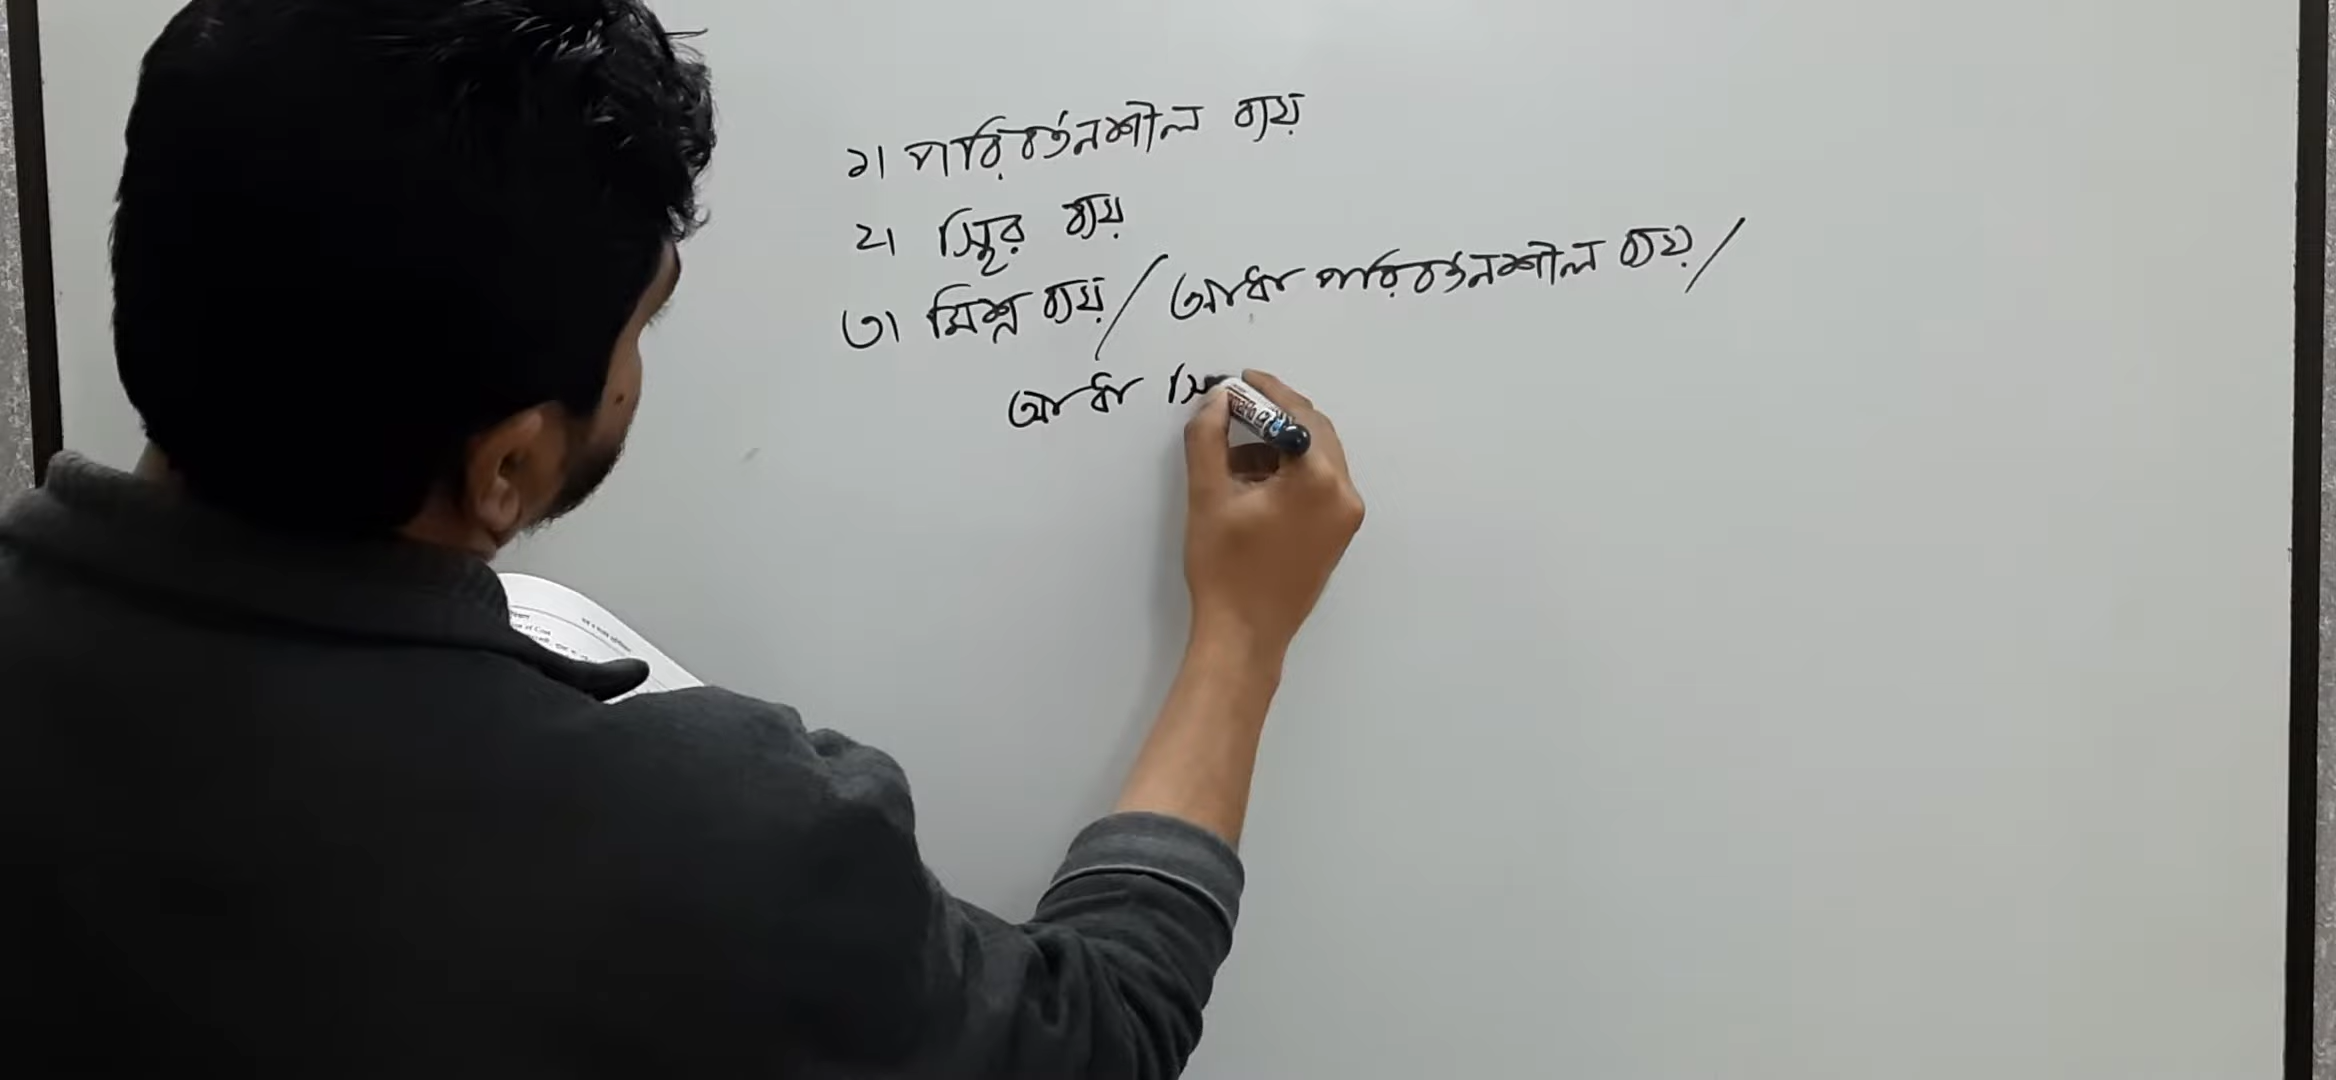 ১। পরিবর্তনশীল ব্যয়
২। স্থির ব্যয়
৩। মিশ্র ব্যয় / আধা পরিবর্তনশীল ব্যয় /
আধা